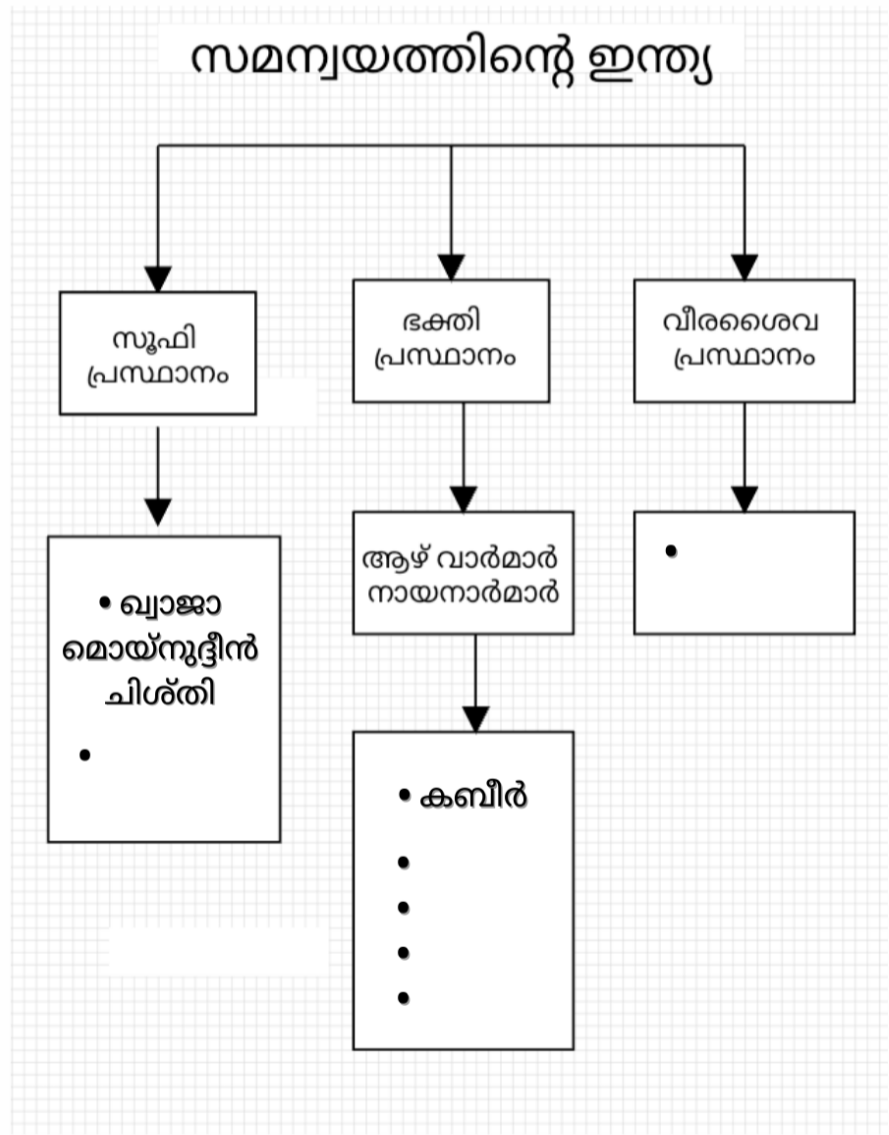 സമന്വയത്തിന്റെ ഇന്ത്യ
സൂഫി
പ്രസ്ഥാനം
ഭക്തി
പ്രസ്ഥാനം
വീരശൈവ
പ്രസ്ഥാനം
• ഖ്വാജാ
മൊയ്നുദ്ദീൻ
ചിശ്തി
•
ആഴ് വാർമാർ
നായനാർമാർ
• കബീർ
•
•
•
•
•